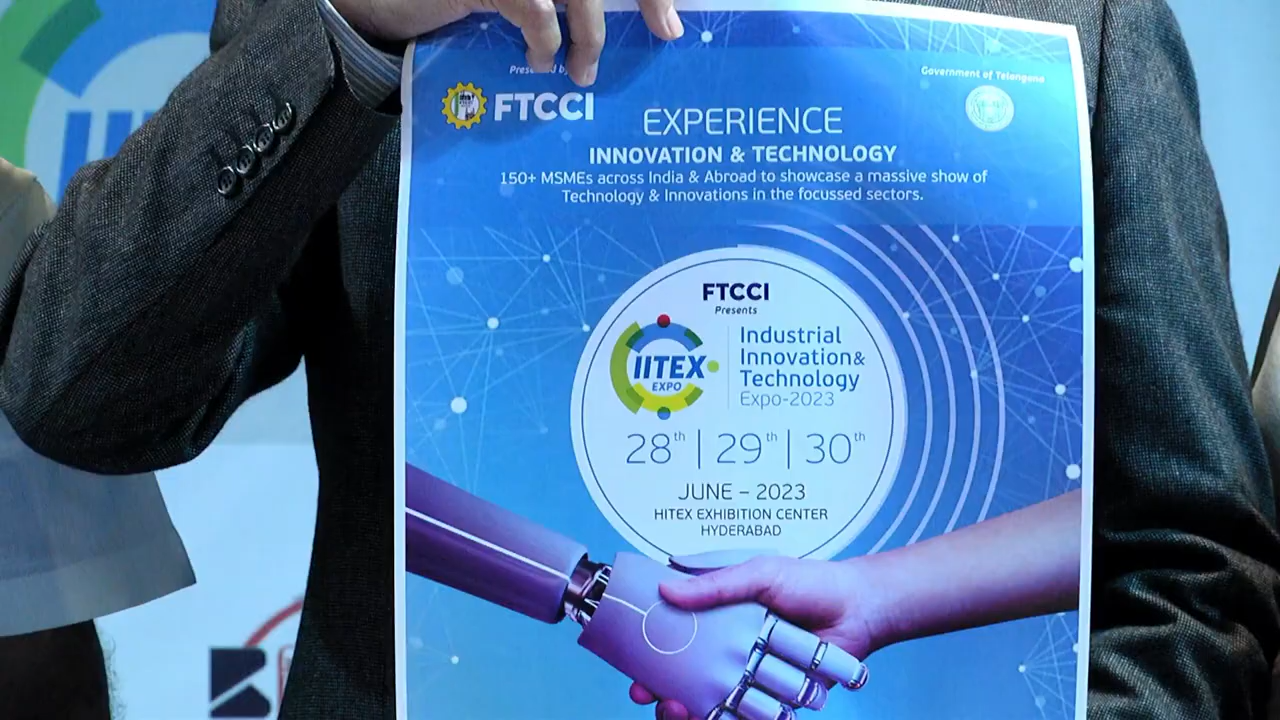 Presented by
FTCCI
Government of Telangana
EXPERIENCE
INNOVATION & TECHNOLOGY
150+ MSMEs across India & Abroad to showcase a massive show of
Technology & Innovations in the focussed sectors.
FTCCI
Presents
IITEX
EXPO
Industrial
Innovation&
Technology
Expo-2023
28th | 29th | 30th
JUNE – 2023
HITEX EXHIBITION CENTER
HYDERABAD